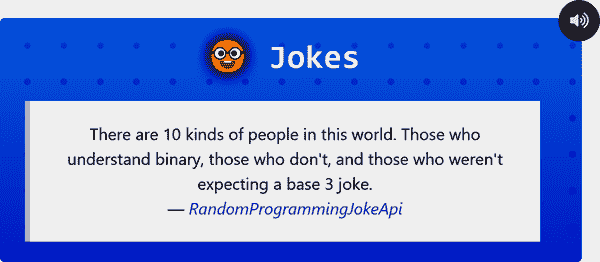 Jokes
There are 10 kinds of people in this world. Those who
understand binary, those who don't, and those who weren't
expecting a base 3 joke.
— RandomProgrammingJokeApi